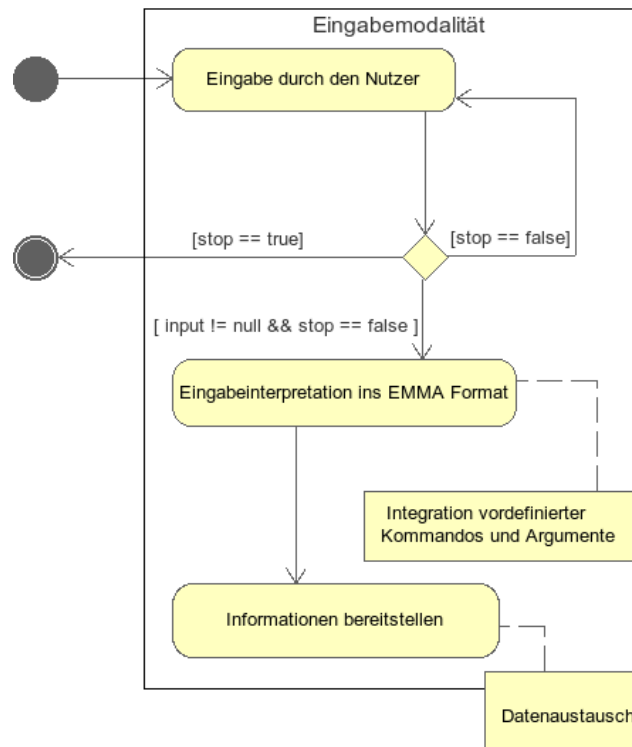 Eingabemodalität
Eingabe durch den Nutzer
[stop == true]
[stop == false]
[ input != null && stop == false ]
Eingabeinterpretation ins EMMA Format
Integration vordefinierter
Kommandos und Argumente
Informationen bereitstellen
Datenaustausch